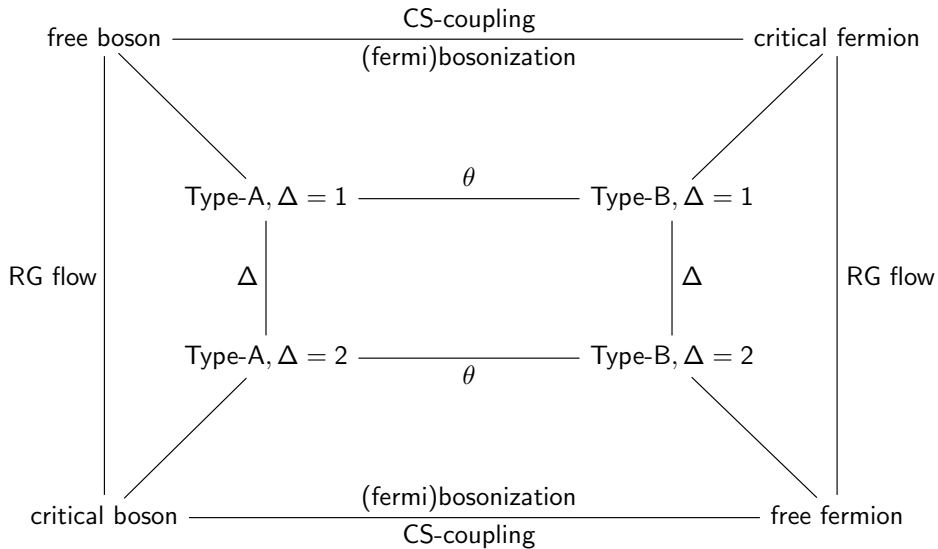 CS-coupling
free boson
critical fermion
(fermi)bosonization
θ
Type-A, Δ = 1
Type-B, Δ = 1
RG flow
Δ
Δ
RG flow
Type-A, Δ = 2
Type-B, Δ = 2
θ
(fermi)bosonization
critical boson
free fermion
CS-coupling